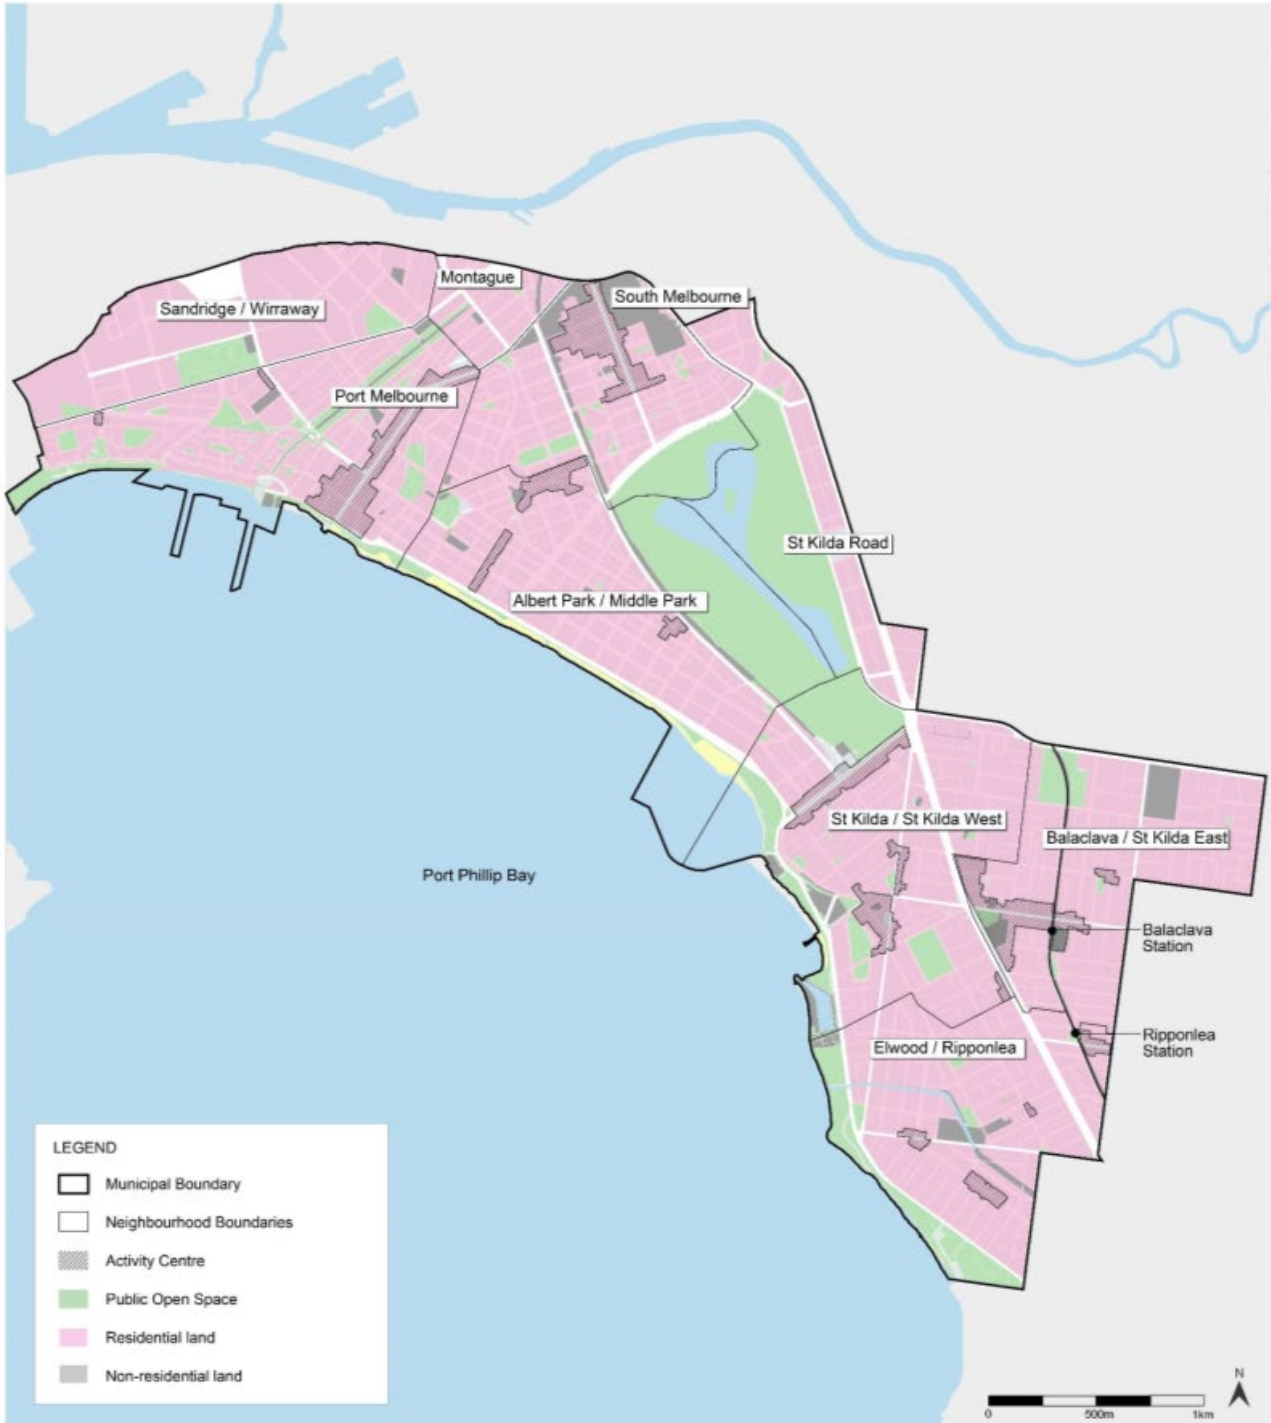 Montague
South Melbourne
Sandridge / Wirraway
Port Melbourne
St Kilda Road
Albert Park / Middle Park
St Kilda / St Kilda West
Balaclava / St Kilda East
Port Phillip Bay
Balaclava
Station
Ripponlea
Station
Elwood / Ripponlea
LEGEND
Municipal Boundary
Neighbourhood Boundaries
Activity Centre
Public Open Space
Residential land
Non-residential land
N
0 500m 1km